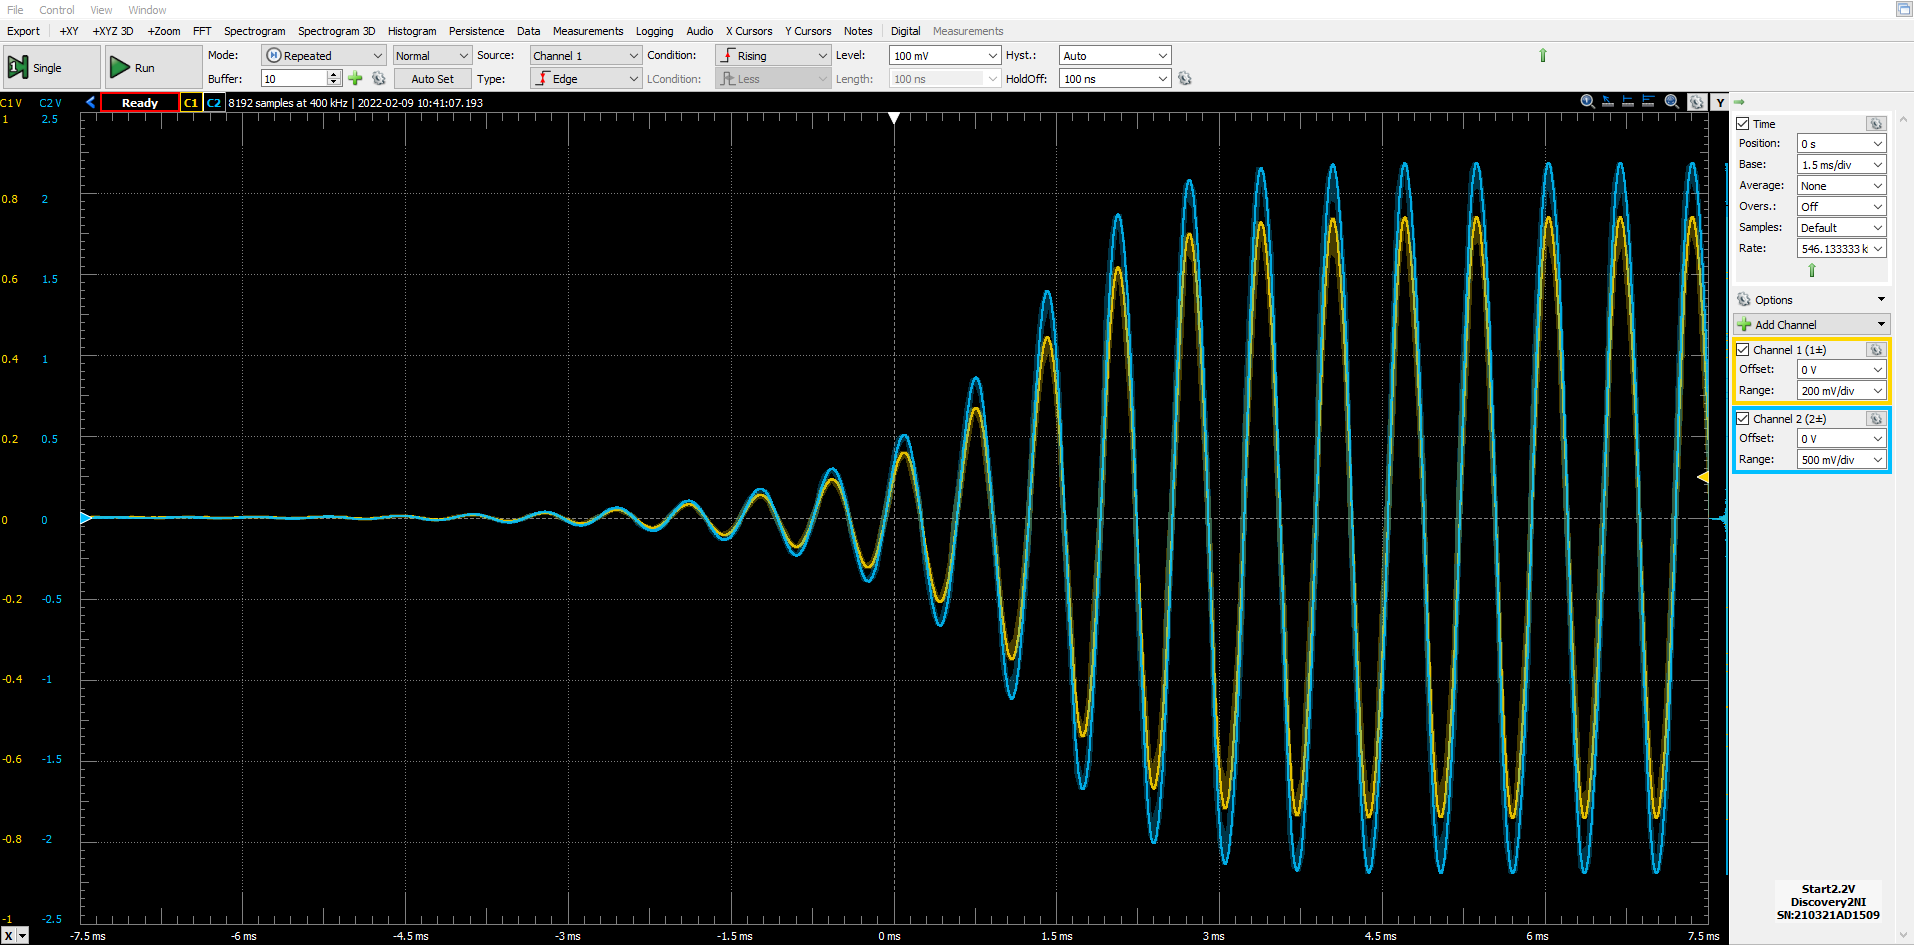 File Control View Window
Export +XY +XYZ 3D +Zoom FFT Spectrogram Spectrogram 3D Histogram Persistence Data Measurements Logging Audio X Cursors Y Cursors Notes Digital Measurements
Single Run Mode: Repeated Normal Source: Channel 1 Condition: Rising Level: 100 mV Hyst.: Auto
Buffer: 10 Auto Set Type: Edge LCondition: Less Length: 100 ns HoldOff: 100 ns
C1 V C2 V Ready C1 C2 8192 samples at 400 kHz | 2022-02-09 10:41:07.193 Y
1 2.5
0.8 2
0.6 1.5
0.4 1
0.2 0.5
0 0
-0.2 -0.5
-0.4 -1
-0.6 -1.5
-0.8 -2
-1 -2.5
X -7.5 ms -6 ms -4.5 ms -3 ms -1.5 ms 0 ms 1.5 ms 3 ms 4.5 ms 6 ms 7.5 ms
Time
Position: 0 s
Base: 1.5 ms/div
Average: None
Overs.: Off
Samples: Default
Rate: 546.133333 k
Options
Add Channel
Channel 1 (1±)
Offset: 0 V
Range: 200 mV/div
Channel 2 (2±)
Offset: 0 V
Range: 500 mV/div
Start2.2V
Discovery2NI
SN:210321AD1509